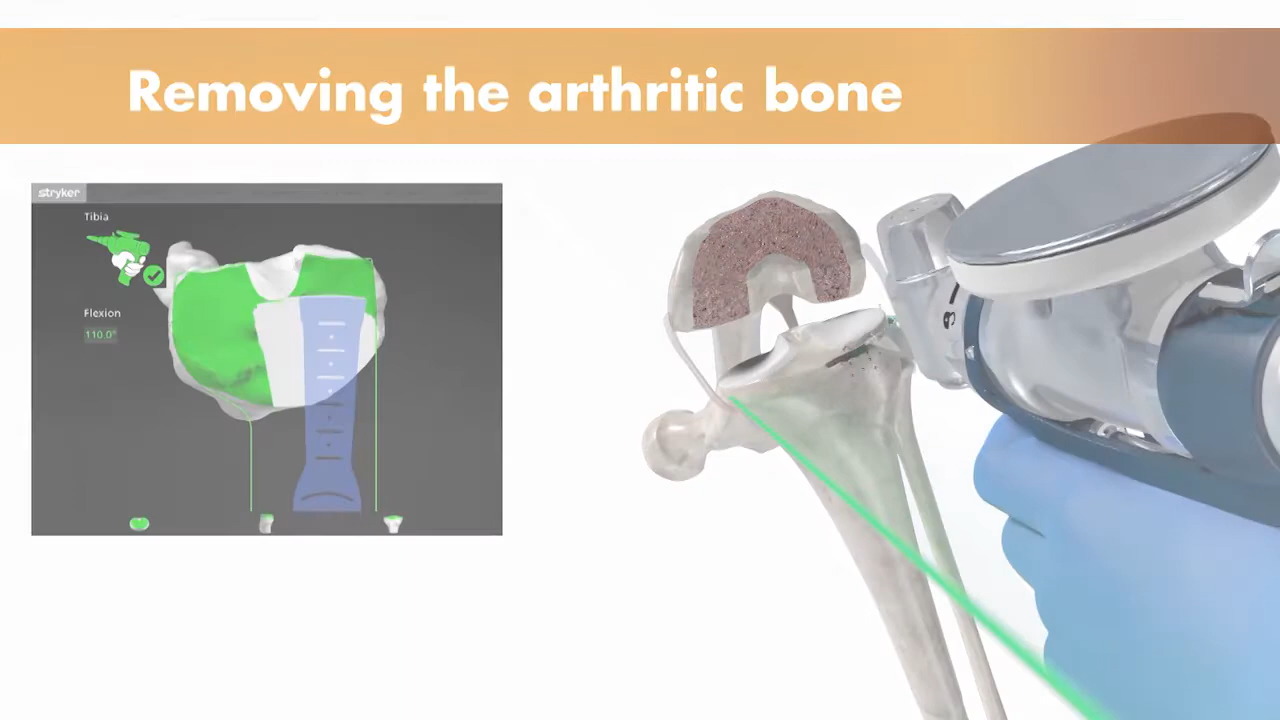 Removing the arthritic bone
stryker
Tibia
Flexion
110.0°